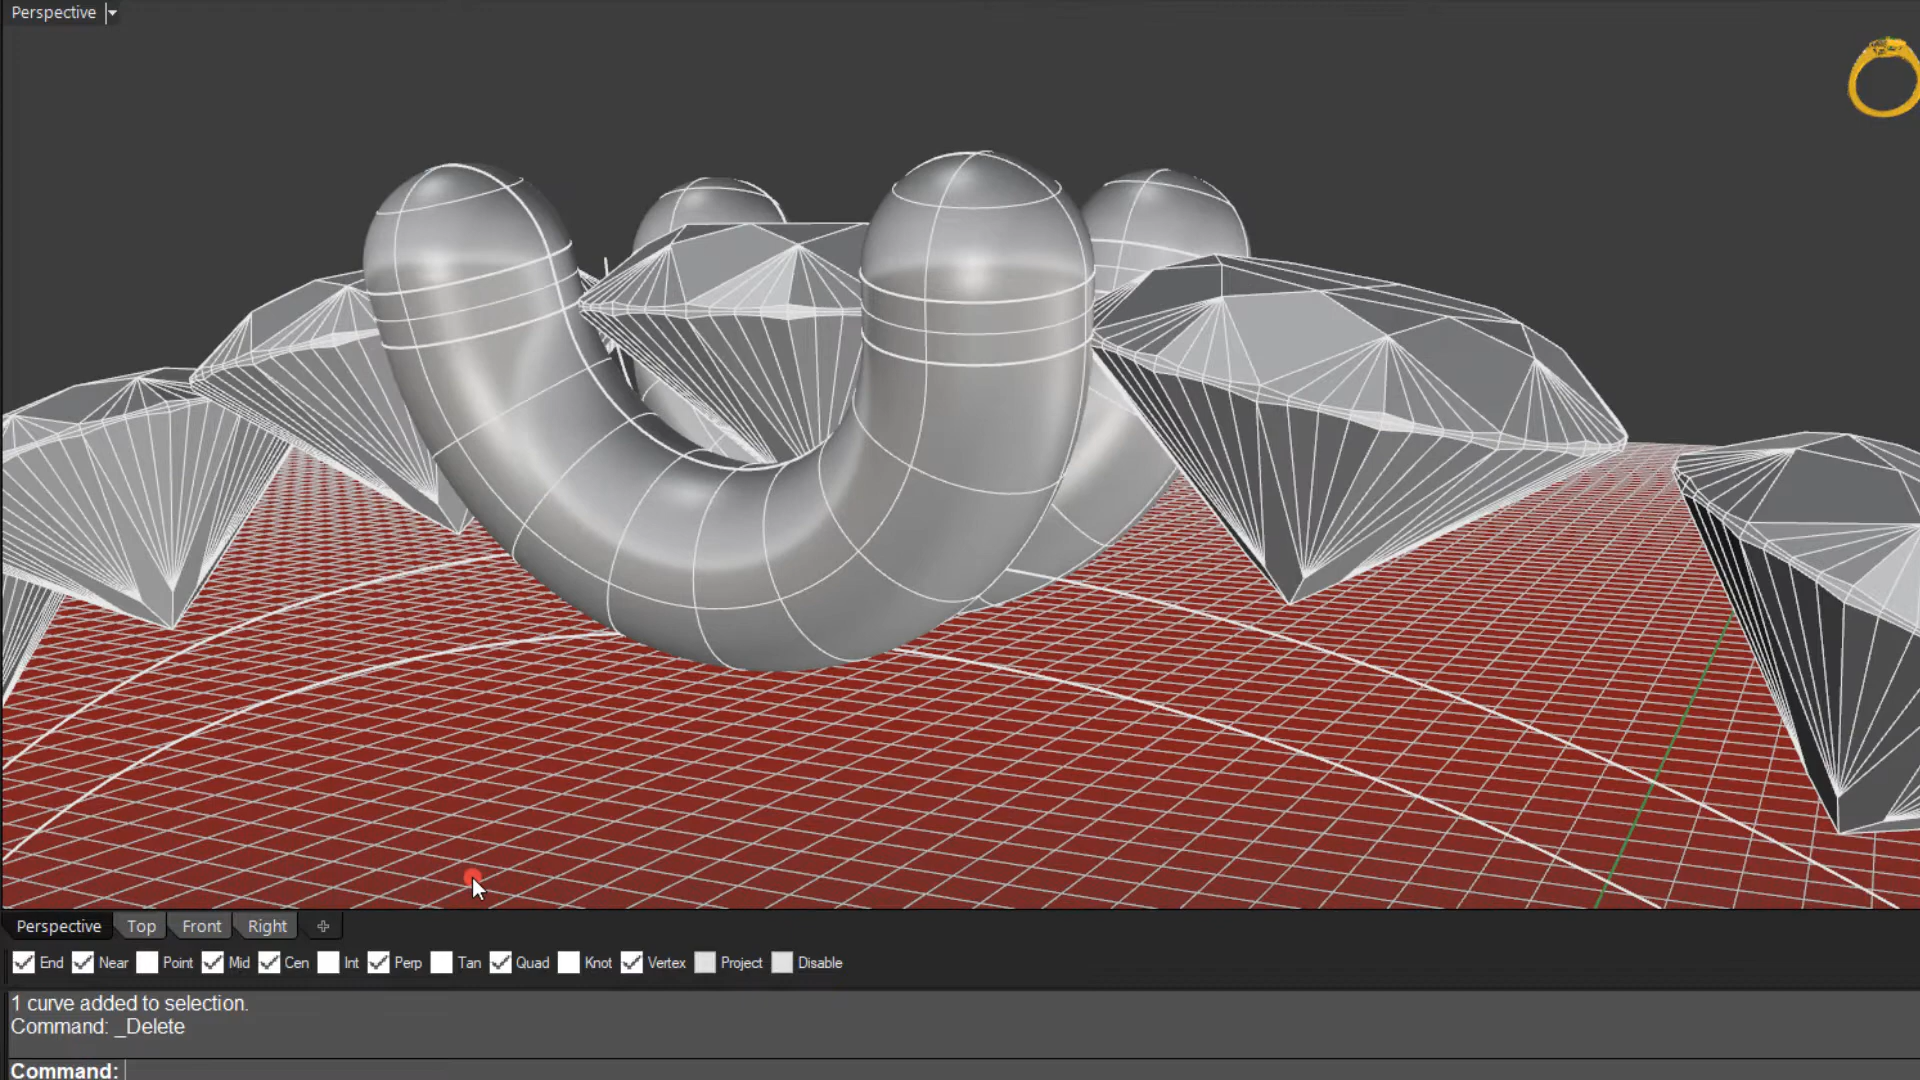 Perspective
Perspective Top Front Right
End Near Point Mid Cen Int Perp Tan Quad Knot Vertex Project Disable
1 curve added to selection.
Command: _Delete
Command: